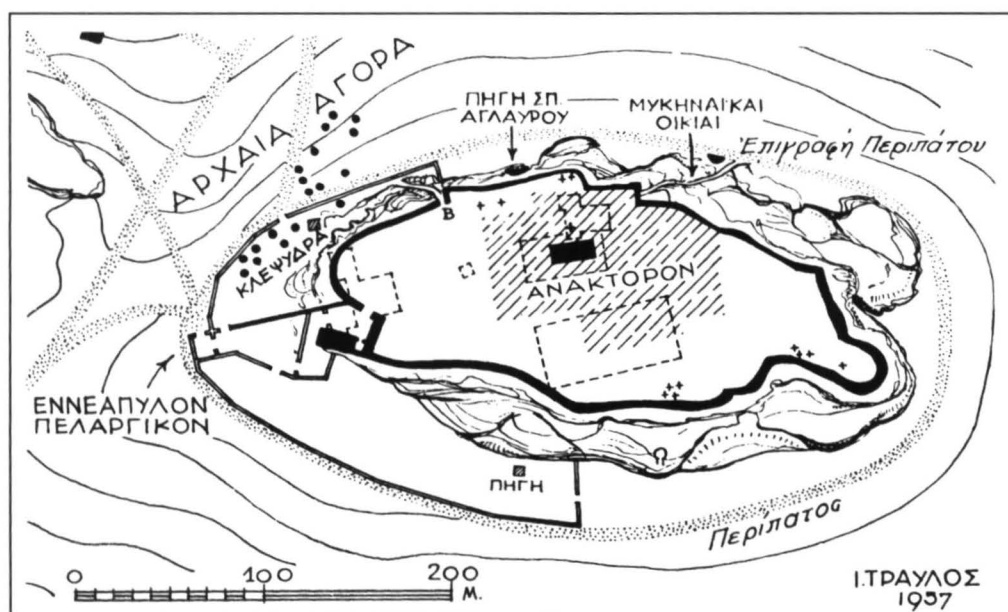 ΑΡΧΑΙΑ ΑΓΟΡΑ
ΠΗΓΗ ΣΠ.
ΑΓΛΑΥΡΟΥ
ΜΥΚΗΝΑΪΚΑΙ
ΟΙΚΙΑΙ
Ἐπιγραφή Περιπάτου
Β
ΚΛΕΨΥΔΡΑ
ΑΝΑΚΤΟΡΟΝ
ΕΝΝΕΑΠΥΛΟΝ
ΠΕΛΑΡΓΙΚΟΝ
ΠΗΓΗ
Περίπατος
0 100 200
Μ.
Ι.ΤΡΑΥΛΟΣ
1957